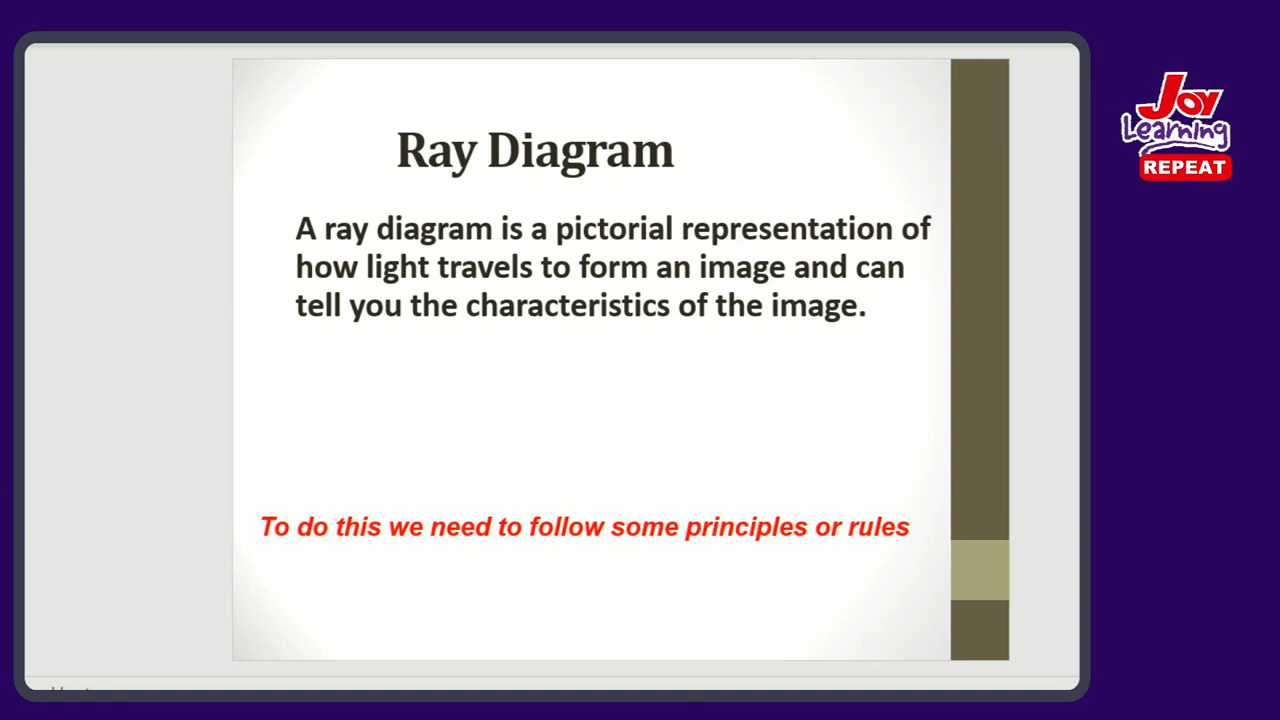 Joy
Learning
REPEAT
Ray Diagram
A ray diagram is a pictorial representation of
how light travels to form an image and can
tell you the characteristics of the image.
To do this we need to follow some principles or rules